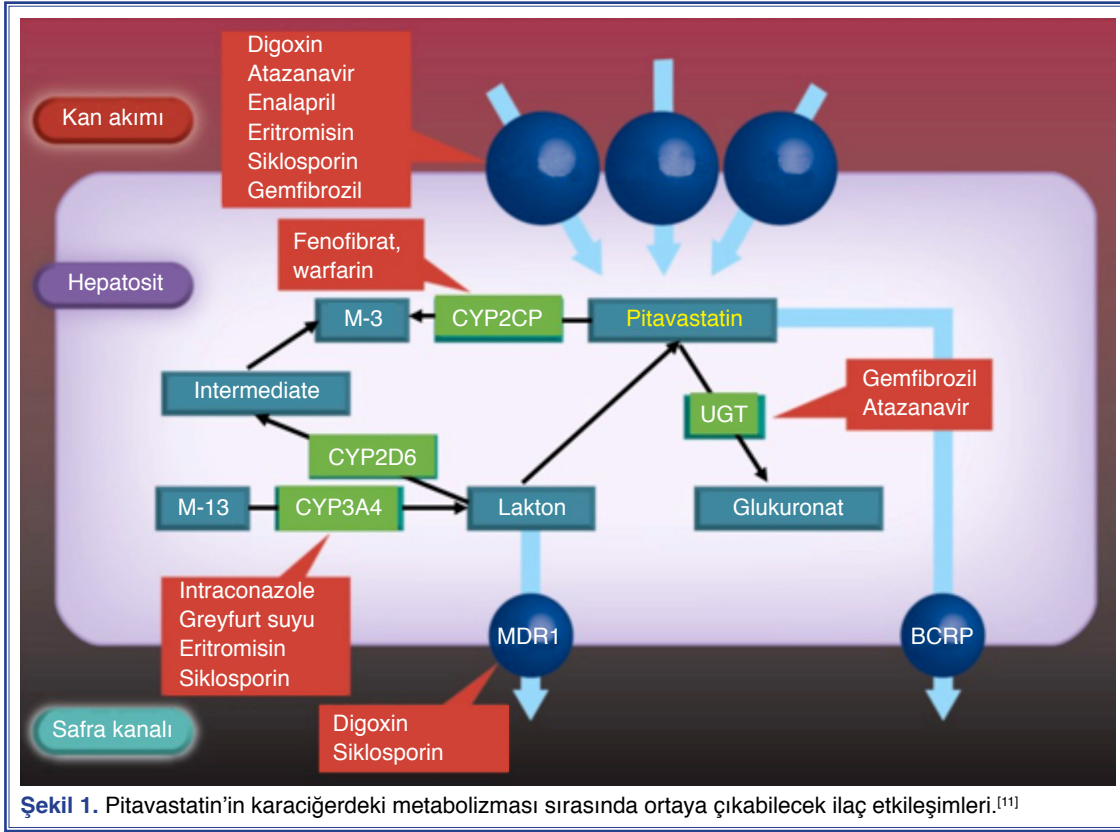 Digoxin
Atazanavir
Enalapril
Eritromisin
Siklosporin
Gemfibrozil
Kan akımı
Fenofibrat,
warfarin
Hepatosit
M-3
CYP2CP
Pitavastatin
Gemfibrozil
Atazanavir
Intermediate
UGT
CYP2D6
M-13
CYP3A4
Lakton
Glukuronat
Intraconazole
Greyfurt suyu
Eritromisin
Siklosporin
MDR1
BCRP
Safra kanalı
Digoxin
Siklosporin
Şekil 1. Pitavastatin'in karaciğerdeki metabolizması sırasında ortaya çıkabilecek ilaç etkileşimleri.[11]